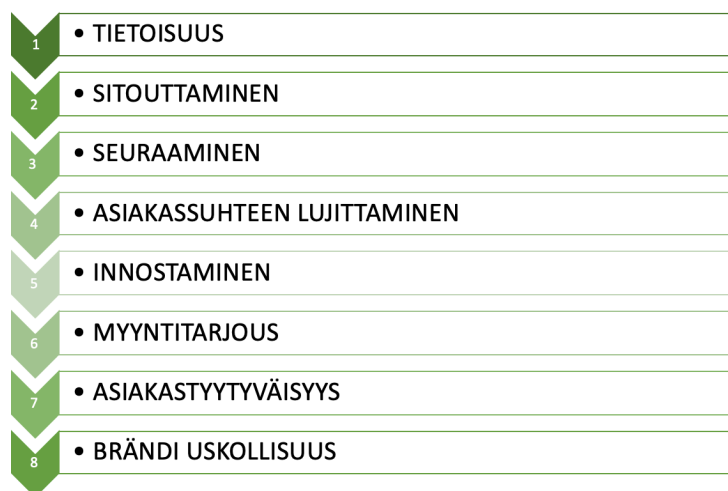 1 • TIETOISUUS
2 • SITOUTTAMINEN
3 • SEURAAMINEN
4 • ASIAKASSUHTEEN LUJITTAMINEN
5 • INNOSTAMINEN
6 • MYYNTITARJOUS
7 • ASIAKASTYYTYVÄISYYS
8 • BRÄNDI USKOLLISUUS